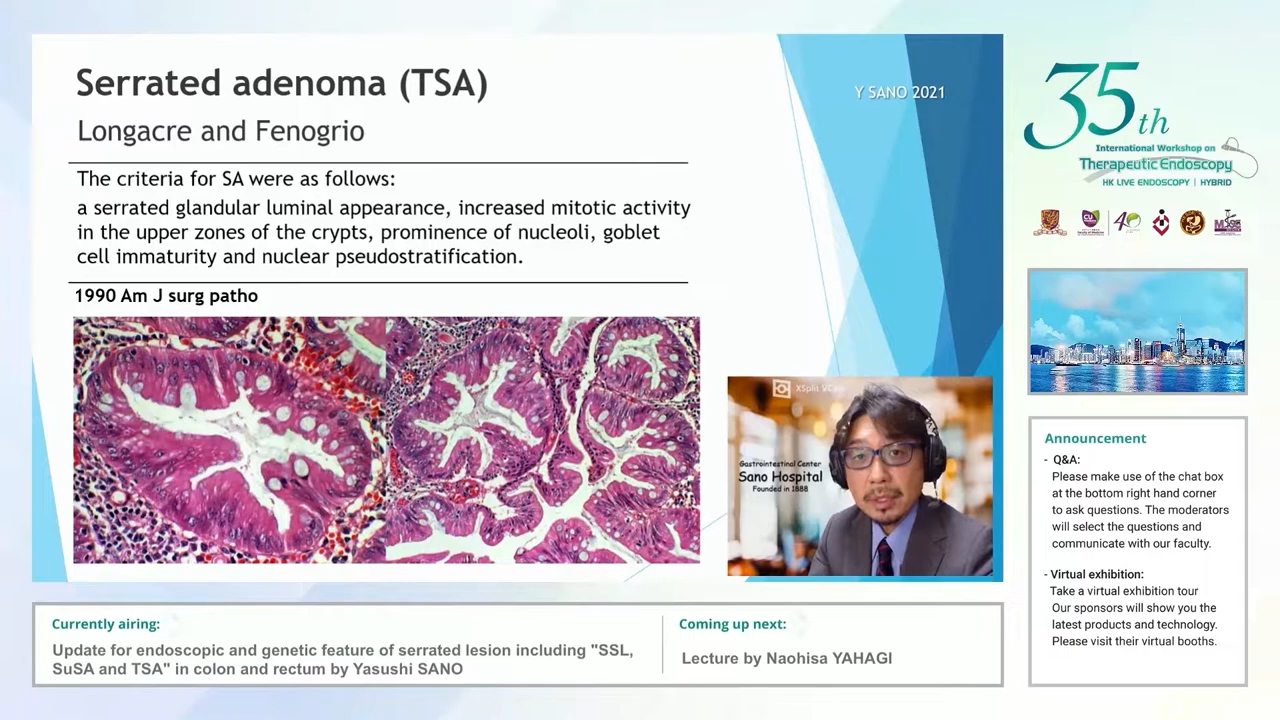 Serrated adenoma (TSA)
Y SANO 2021
Longacre and Fenogrio
The criteria for SA were as follows:
a serrated glandular luminal appearance, increased mitotic activity
in the upper zones of the crypts, prominence of nucleoli, goblet
cell immaturity and nuclear pseudostratification.
1990 Am J surg patho
Gastrointestinal Center
Sano Hospital
Founded in 1888
35th
International Workshop on
Therapeutic Endoscopy
HK LIVE ENDOSCOPY | HYBRID
Announcement
- Q&A:
Please make use of the chat box
at the bottom right hand corner
to ask questions. The moderators
will select the questions and
communicate with our faculty.
- Virtual exhibition:
Take a virtual exhibition tour
Our sponsors will show you the
latest products and technology.
Please visit their virtual booths.
Currently airing:
Update for endoscopic and genetic feature of serrated lesion including "SSL,
SuSA and TSA" in colon and rectum by Yasushi SANO
Coming up next:
Lecture by Naohisa YAHAGI